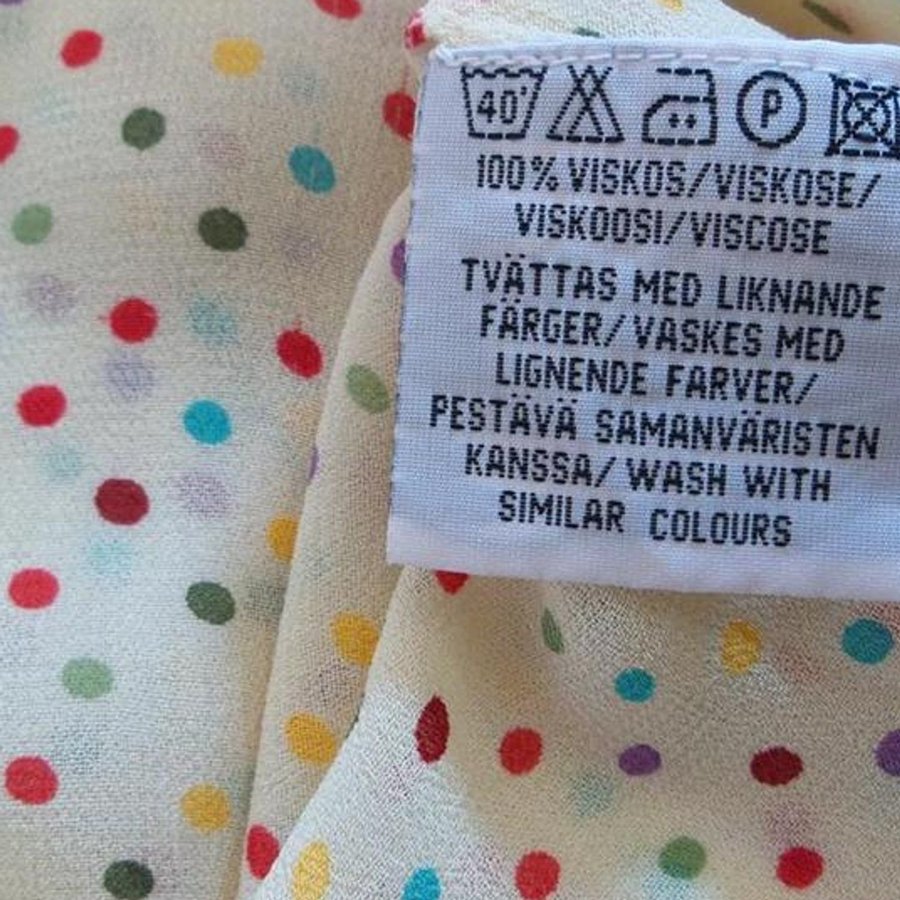 40° P
100% VISKOS/VISKOSE/
VISKOOSI/VISCOSE
TVÄTTAS MED LIKNANDE
FÄRGER/VASKES MED
LIGNENDE FARVER/
PESTÄVÄ SAMANVÄRISTEN
KANSSA/WASH WITH
SIMILAR COLOURS